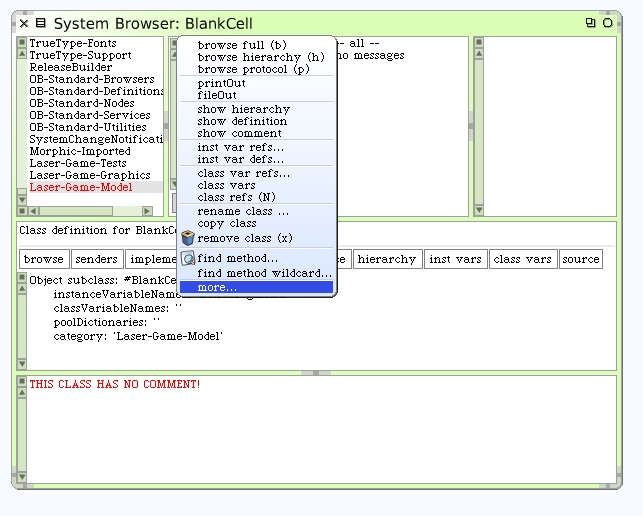 System Browser: BlankCell
TrueType-Fonts
TrueType-Support
ReleaseBuilder
OB-Standard-Browsers
OB-Standard-Definitions
OB-Standard-Nodes
OB-Standard-Services
OB-Standard-Utilities
SystemChangeNotificati
Morphic-Imported
Laser-Game-Tests
Laser-Game-Graphics
Laser-Game-Model
browse full (b)
browse hierarchy (h)
browse protocol (p)
printOut
fileOut
show hierarchy
show definition
show comment
inst var refs...
inst var defs...
class var refs...
class vars
class refs (N)
rename class ...
copy class
remove class (x)
find method...
find method wildcard...
more...
-- all --
no messages
Class definition for BlankC
browse senders impleme hierarchy inst vars class vars source
Object subclass: #BlankCe
instanceVariableName
classVariableNames: ''
poolDictionaries: ''
category: 'Laser-Game-Model'
THIS CLASS HAS NO COMMENT!